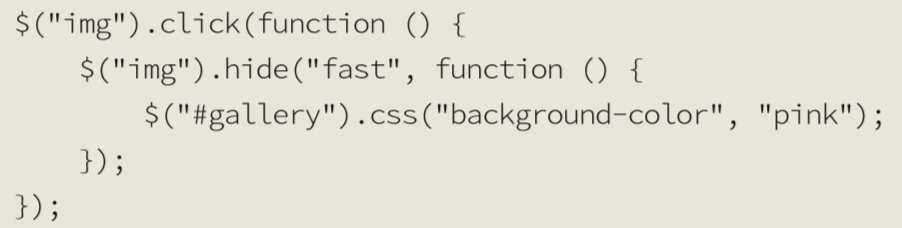 $("img").click(function () {
    $("img").hide("fast", function () {
        $("#gallery").css("background-color", "pink");
    });
});